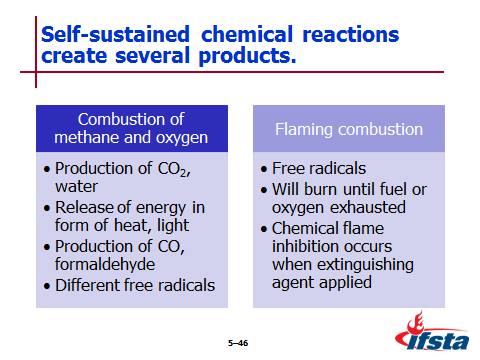 Self-sustained chemical reactions
create several products.
Combustion of
methane and oxygen
• Production of CO₂,
water
• Release of energy in
form of heat, light
• Production of CO,
formaldehyde
• Different free radicals
Flaming combustion
• Free radicals
• Will burn until fuel or
oxygen exhausted
• Chemical flame
inhibition occurs
when extinguishing
agent applied
5–46
ifsta